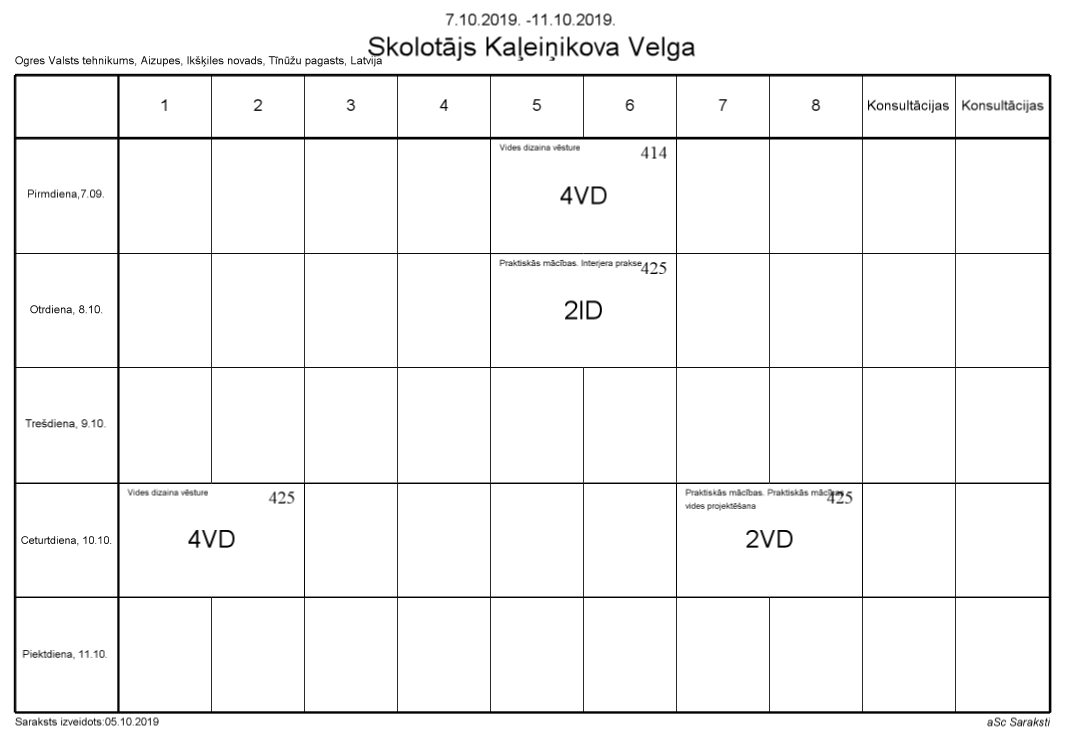 7.10.2019. -11.10.2019.
Skolotājs Kaļeiņikova Velga
Ogres Valsts tehnikums, Aizupes, Ikšķiles novads, Tīnūžu pagasts, Latvija
1 2 3 4 5 6 7 8 Konsultācijas Konsultācijas
Pirmdiena,7.09.
Vides dizaina vēsture 414
4VD
Otrdiena, 8.10.
Praktiskās mācības. Interjera prakse 425
2ID
Trešdiena, 9.10.
Ceturtdiena, 10.10.
Vides dizaina vēsture 425
4VD
Praktiskās mācības. Praktiskās mācības 425
vides projektēšana
2VD
Piektdiena, 11.10.
Saraksts izveidots:05.10.2019
aSc Saraksti